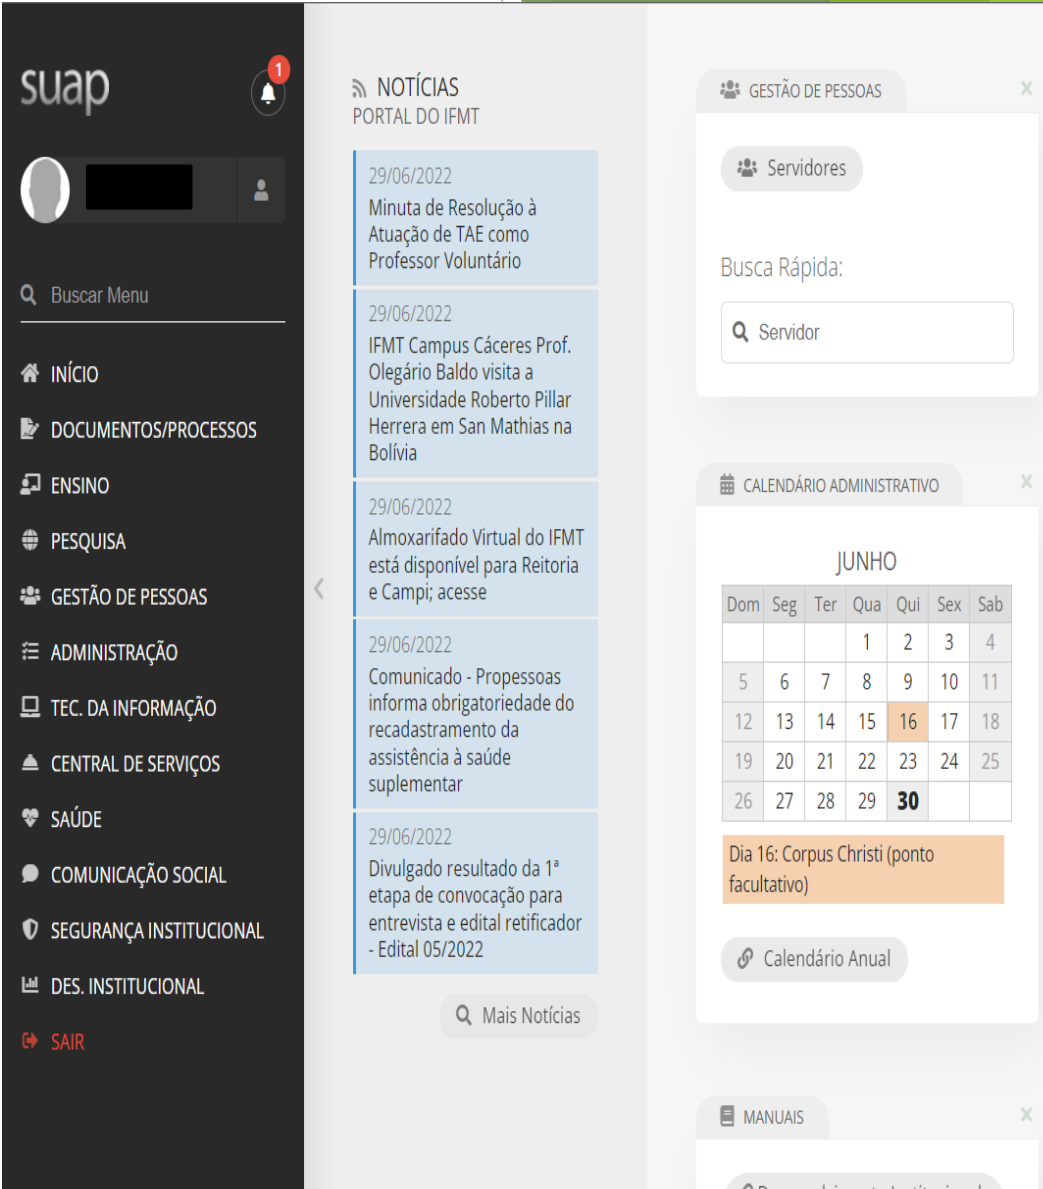 suap
1
Buscar Menu
INÍCIO
DOCUMENTOS/PROCESSOS
ENSINO
PESQUISA
GESTÃO DE PESSOAS
ADMINISTRAÇÃO
TEC. DA INFORMAÇÃO
CENTRAL DE SERVIÇOS
SAÚDE
COMUNICAÇÃO SOCIAL
SEGURANÇA INSTITUCIONAL
DES. INSTITUCIONAL
SAIR
NOTÍCIAS
PORTAL DO IFMT
29/06/2022
Minuta de Resolução à
Atuação de TAE como
Professor Voluntário
29/06/2022
IFMT Campus Cáceres Prof.
Olegário Baldo visita a
Universidade Roberto Pillar
Herrera em San Mathias na
Bolívia
29/06/2022
Almoxarifado Virtual do IFMT
está disponível para Reitoria
e Campi; acesse
29/06/2022
Comunicado - Propessoas
informa obrigatoriedade do
recadastramento da
assistência à saúde
suplementar
29/06/2022
Divulgado resultado da 1ª
etapa de convocação para
entrevista e edital retificador
- Edital 05/2022
Mais Notícias
GESTÃO DE PESSOAS
Servidores
Busca Rápida:
Servidor
CALENDÁRIO ADMINISTRATIVO
JUNHO
Dom Seg Ter Qua Qui Sex Sab
1 2 3 4
5 6 7 8 9 10 11
12 13 14 15 16 17 18
19 20 21 22 23 24 25
26 27 28 29 30
Dia 16: Corpus Christi (ponto
facultativo)
Calendário Anual
MANUAIS